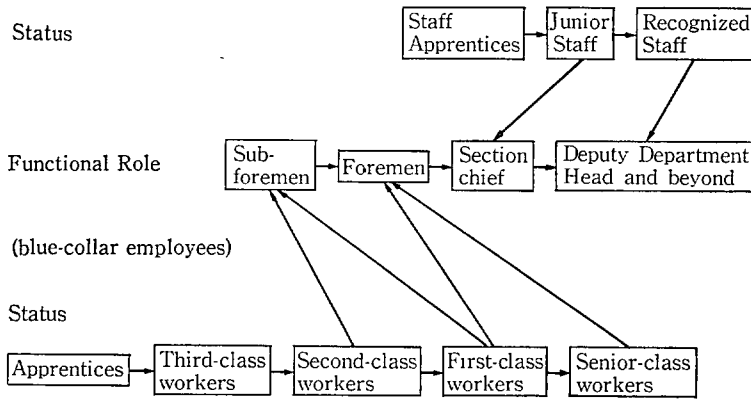 Status
Staff
Apprentices
Junior
Staff
Recognized
Staff
Functional Role
Sub-
foremen
Foremen
Section
chief
Deputy Department
Head and beyond
(blue-collar employees)
Status
Apprentices
Third-class
workers
Second-class
workers
First-class
workers
Senior-class
workers